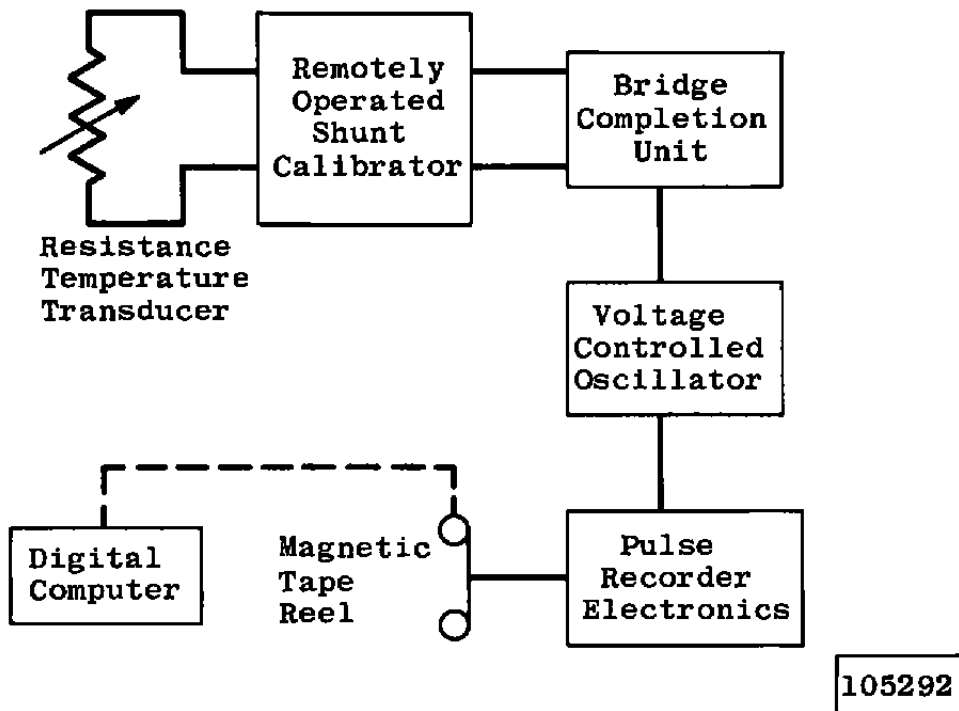 Remotely
Operated
Shunt
Calibrator
Bridge
Completion
Unit
Resistance
Temperature
Transducer
Voltage
Controlled
Oscillator
Digital
Computer
Magnetic
Tape
Reel
Pulse
Recorder
Electronics
105292